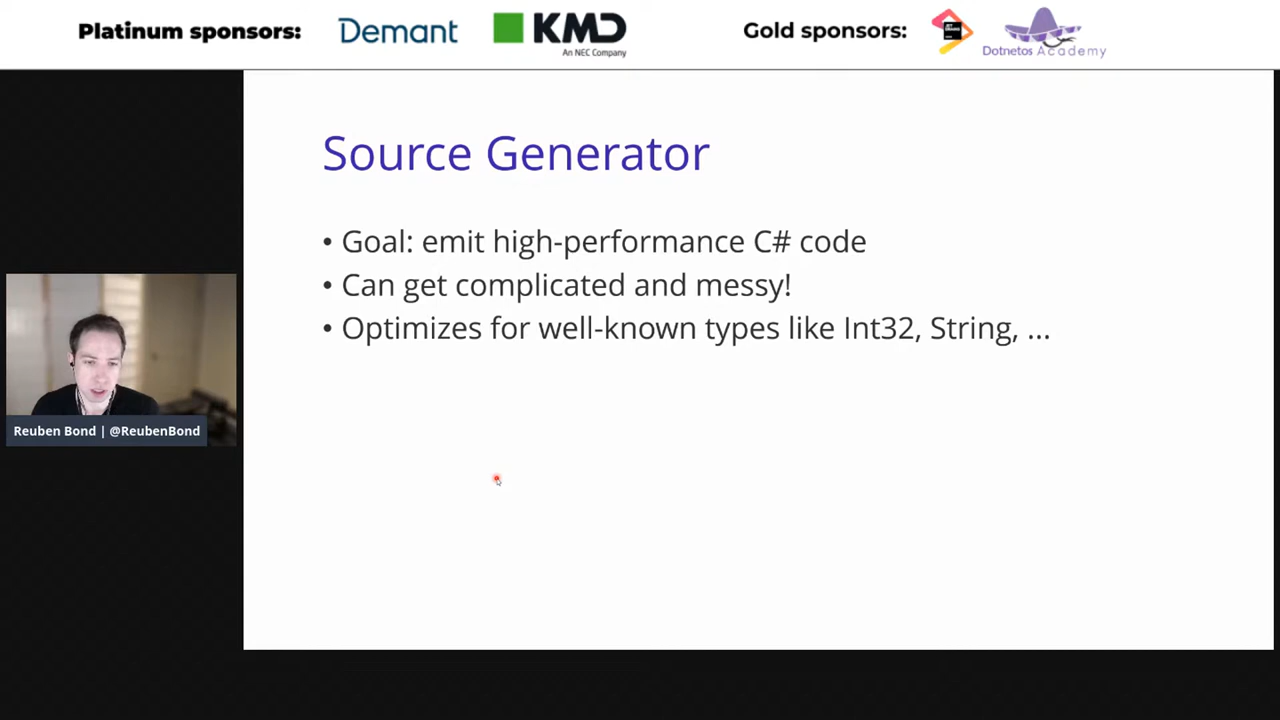 Platinum sponsors: Demant KMD Gold sponsors: Dotnetos Academy
An NEC Company
Source Generator
• Goal: emit high-performance C# code
• Can get complicated and messy!
• Optimizes for well-known types like Int32, String, ...
Reuben Bond | @ReubenBond